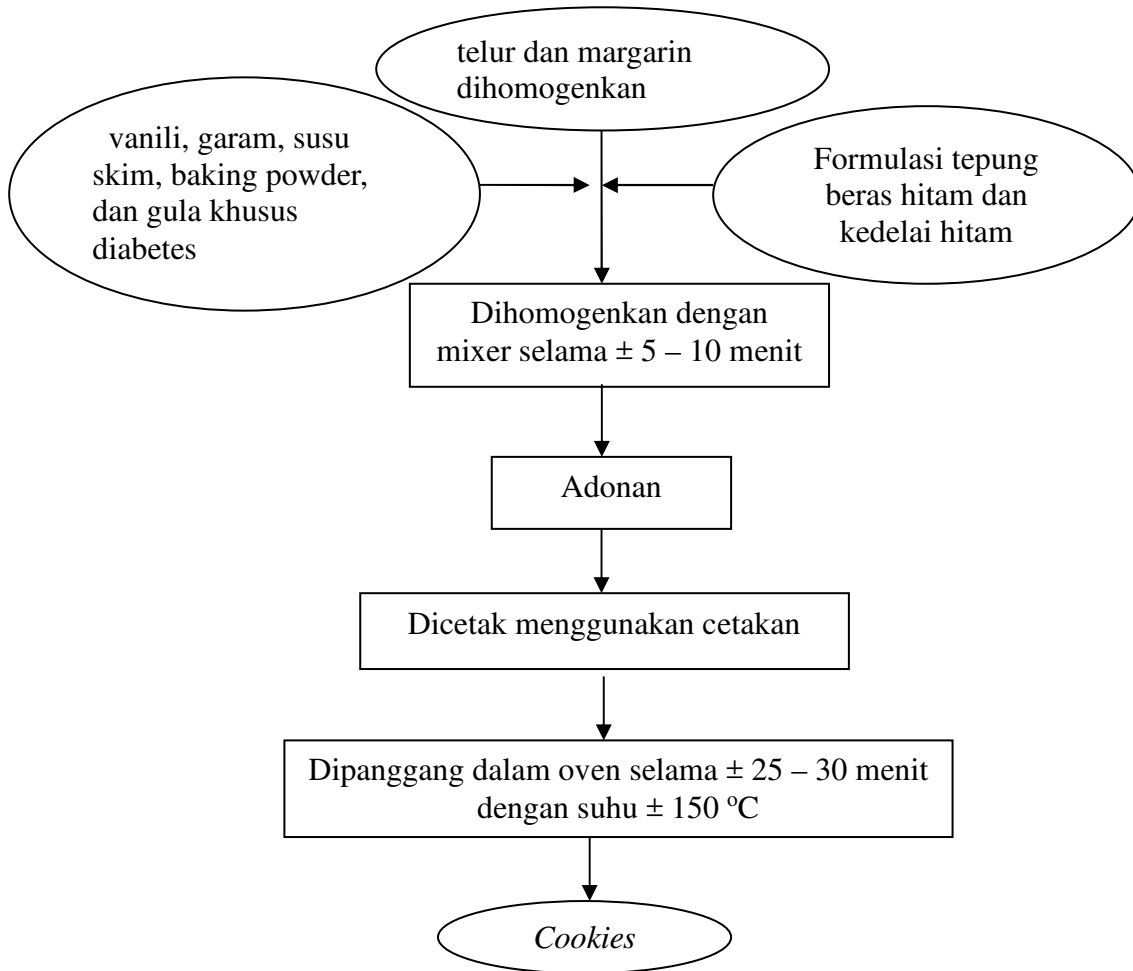 telur dan margarin
dihomogenkan
vanili, garam, susu
skim, baking powder,
dan gula khusus
diabetes
Formulasi tepung
beras hitam dan
kedelai hitam
Dihomogenkan dengan
mixer selama ± 5 – 10 menit
Adonan
Dicetak menggunakan cetakan
Dipanggang dalam oven selama ± 25 – 30 menit
dengan suhu ± 150 ºC
Cookies